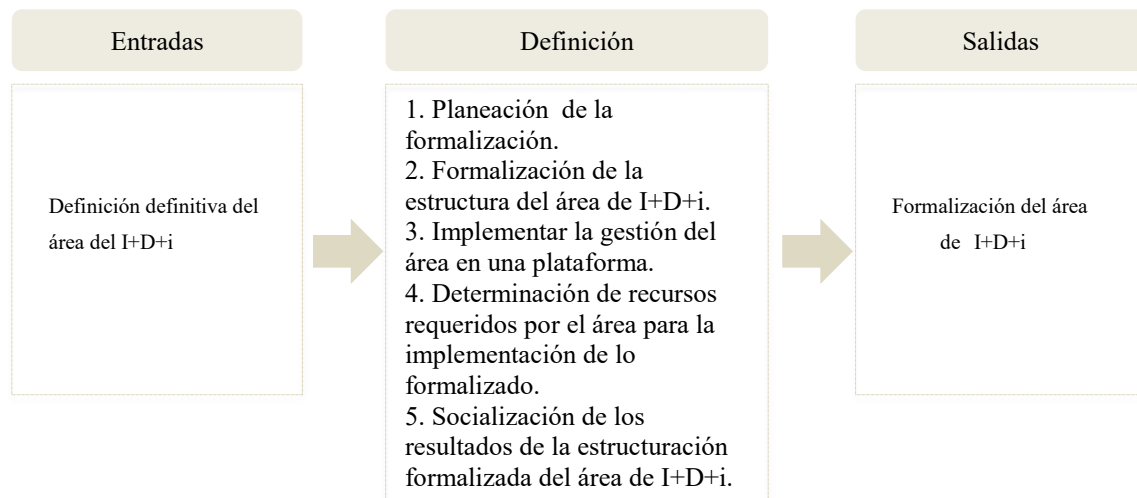 Entradas
Definición
Salidas
Definición definitiva del
área del I+D+i
1. Planeación  de la
formalización.
2. Formalización de la
estructura del área de I+D+i.
3. Implementar la gestión del
área en una plataforma.
4. Determinación de recursos
requeridos por el área para la
implementación de lo
formalizado.
5. Socialización de los
resultados de la estructuración
formalizada del área de I+D+i.
Formalización del área
de  I+D+i